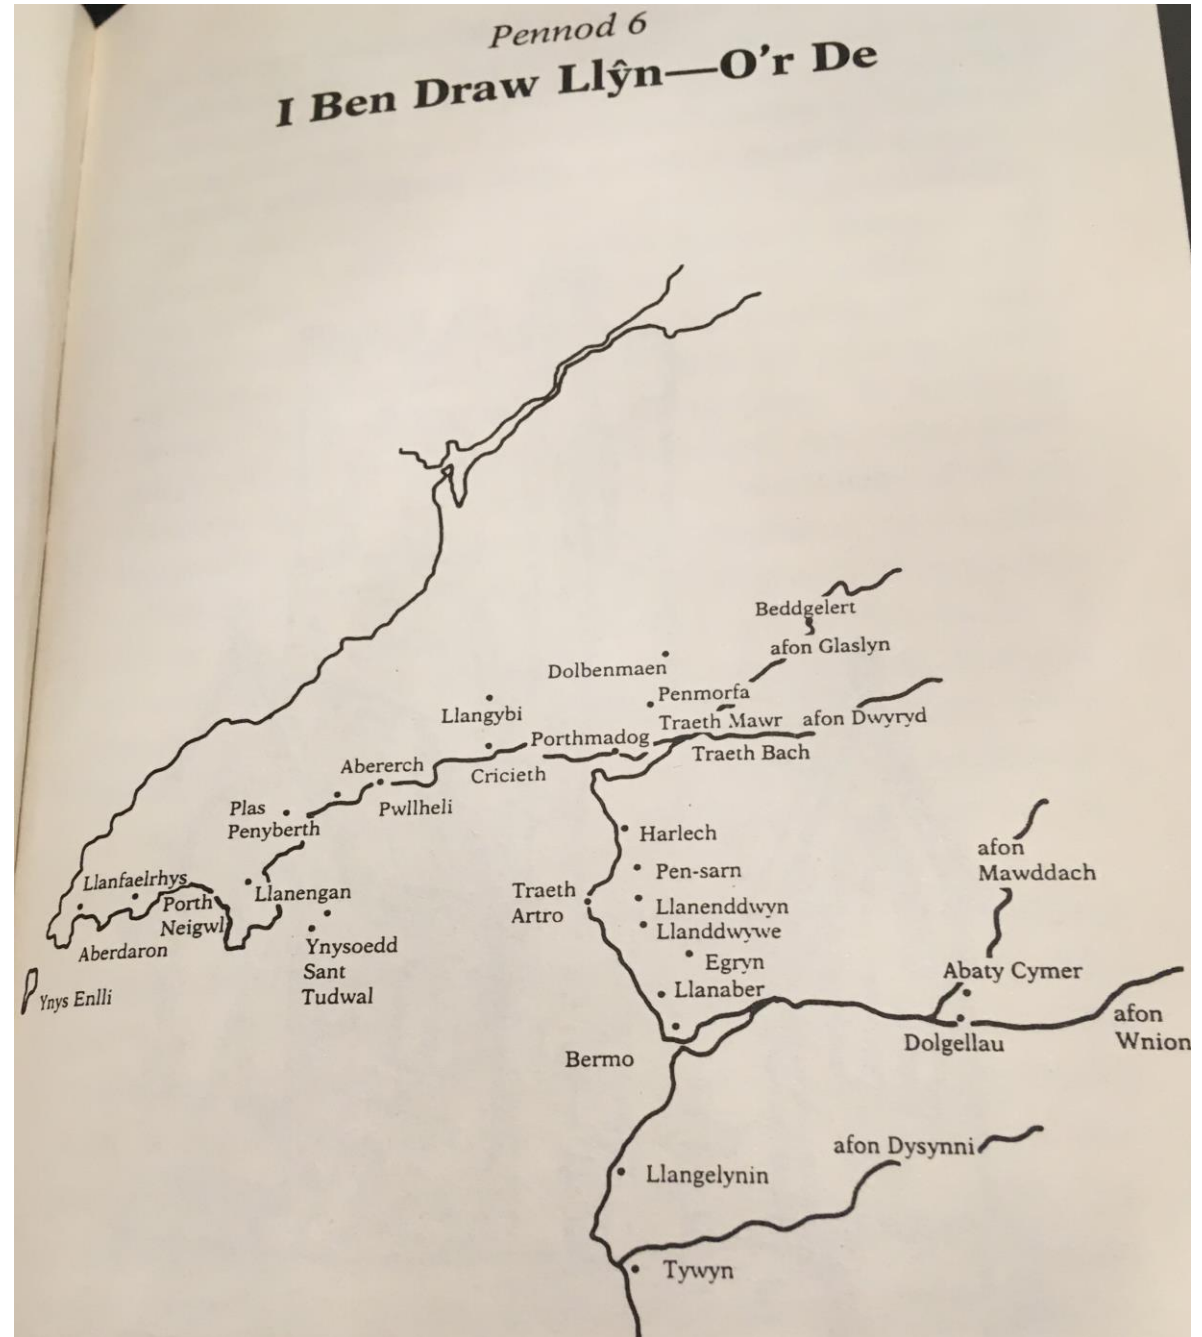 Pennod 6
I Ben Draw Llŷn—O'r De
Beddgelert
afon Glaslyn
Dolbenmaen
Penmorfa
Llangybi
Traeth Mawr
afon Dwyryd
Porthmadog
Traeth Bach
Abererch
Cricieth
Plas
Penyberth
Pwllheli
Harlech
afon
Mawddach
Pen-sarn
Llanfaelrhys
Llanengan
Traeth
Artro
Porth
Neigwl
Llanenddwyn
Llanddwywe
Aberdaron
Ynysoedd
Sant
Tudwal
Egryn
Abaty Cymer
Ynys Enlli
Llanaber
afon
Wnion
Dolgellau
Bermo
afon Dysynni
Llangelynin
Tywyn